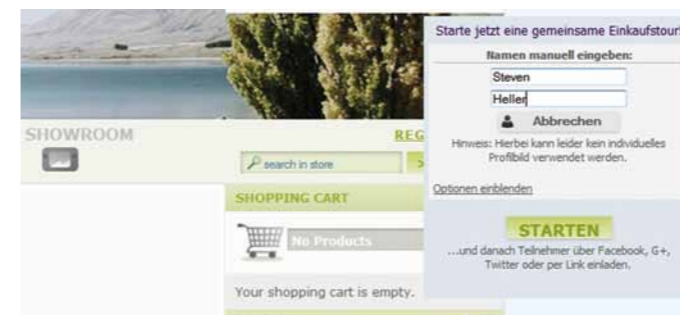 Starte jetzt eine gemeinsame Einkaufstour!
Namen manuell eingeben:
Steven
Heller
Abbrechen
Hinweis: Hierbei kann leider kein individuelles
Profilbild verwendet werden.
Optionen einblenden
STARTEN
...und danach Teilnehmer über Facebook, G+,
Twitter oder per Link einladen.
SHOWROOM
REG
search in store
SHOPPING CART
No Products
Your shopping cart is empty.